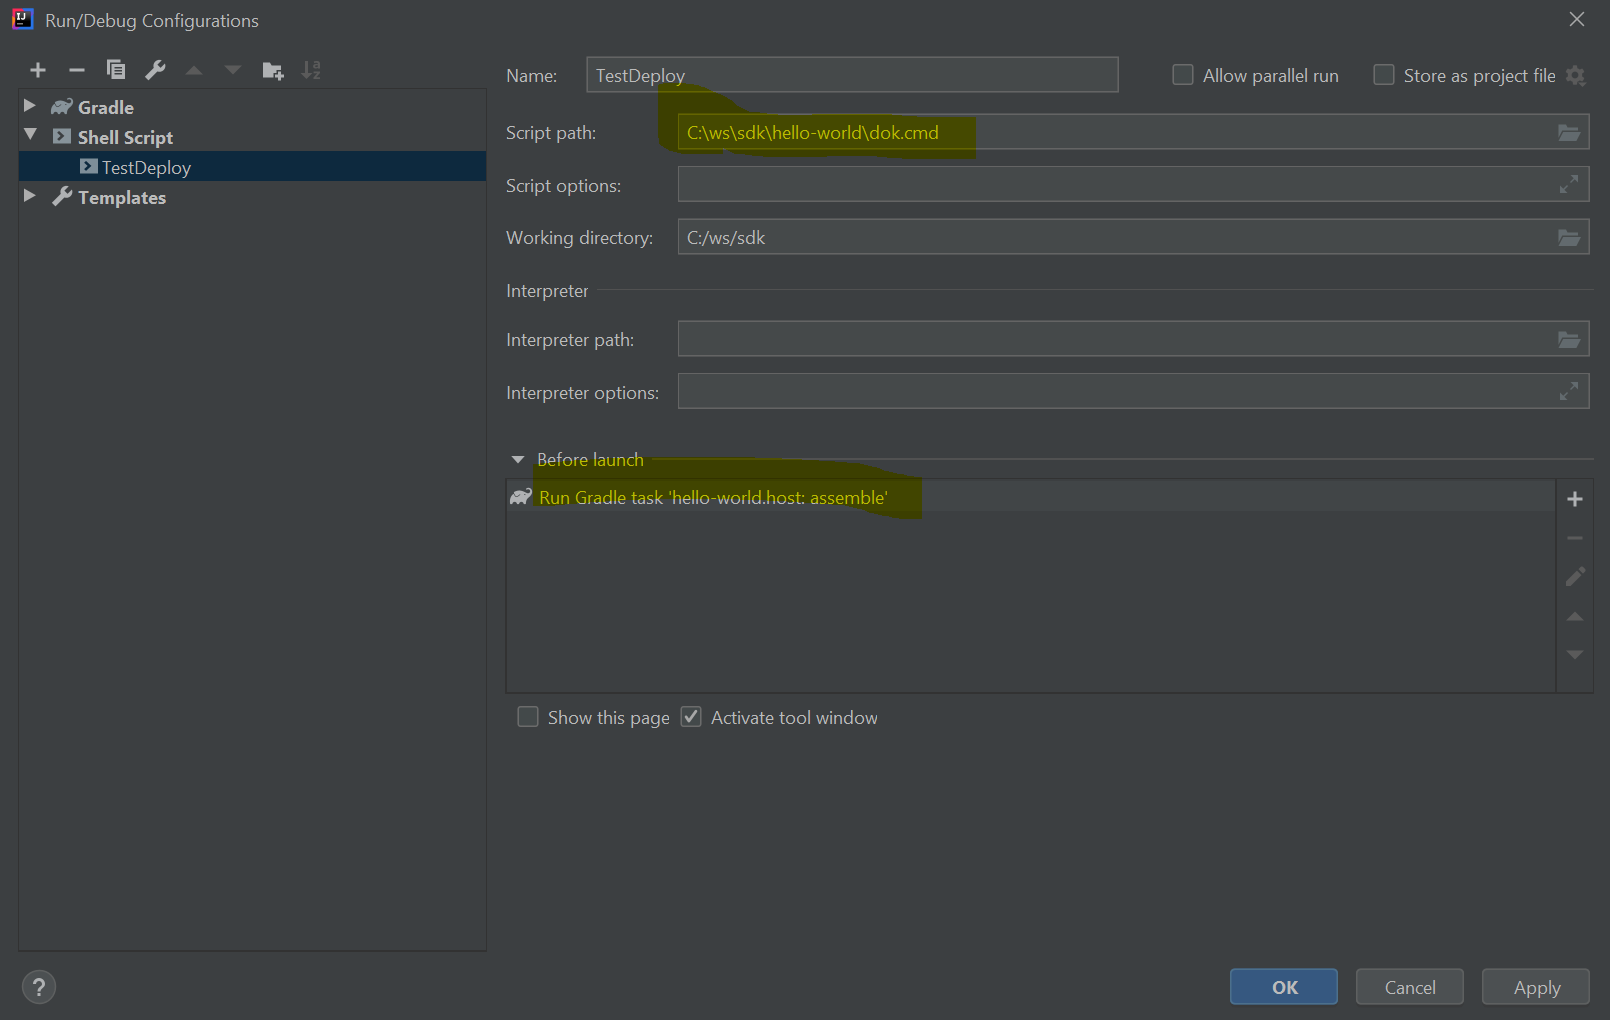 Run/Debug Configurations
Gradle
Shell Script
TestDeploy
Templates
Name: TestDeploy Allow parallel run Store as project file
Script path: C:\ws\sdk\hello-world\dok.cmd
Script options:
Working directory: C:/ws/sdk
Interpreter
Interpreter path:
Interpreter options:
Before launch
Run Gradle task 'hello-world.host: assemble'
Show this page Activate tool window
? OK Cancel Apply